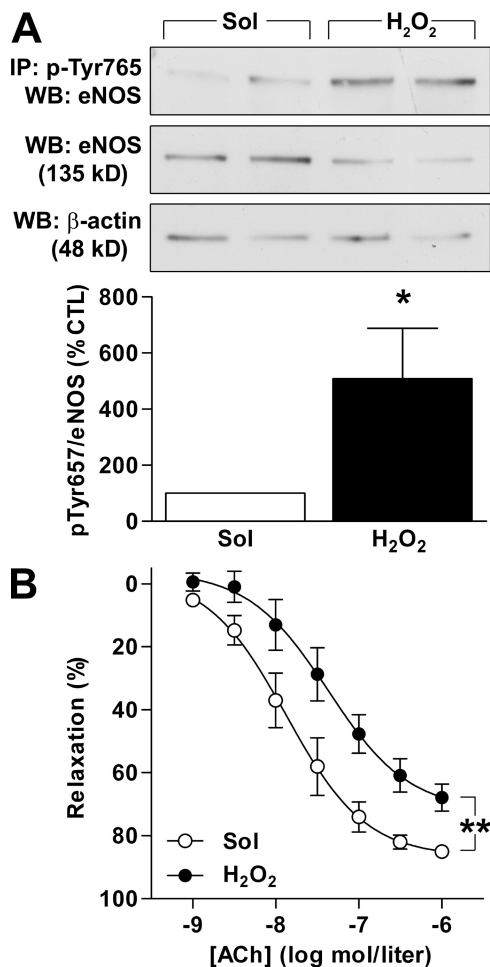 A
Sol
H₂O₂
IP: p-Tyr765
WB: eNOS
WB: eNOS
(135 kD)
WB: β-actin
(48 kD)
pTyr657/eNOS (% CTL)
800
600
400
200
0
*
Sol
H₂O₂
B
Relaxation (%)
0
20
40
60
80
100
**
Sol
H₂O₂
-9
-8
-7
-6
[ACh] (log mol/liter)